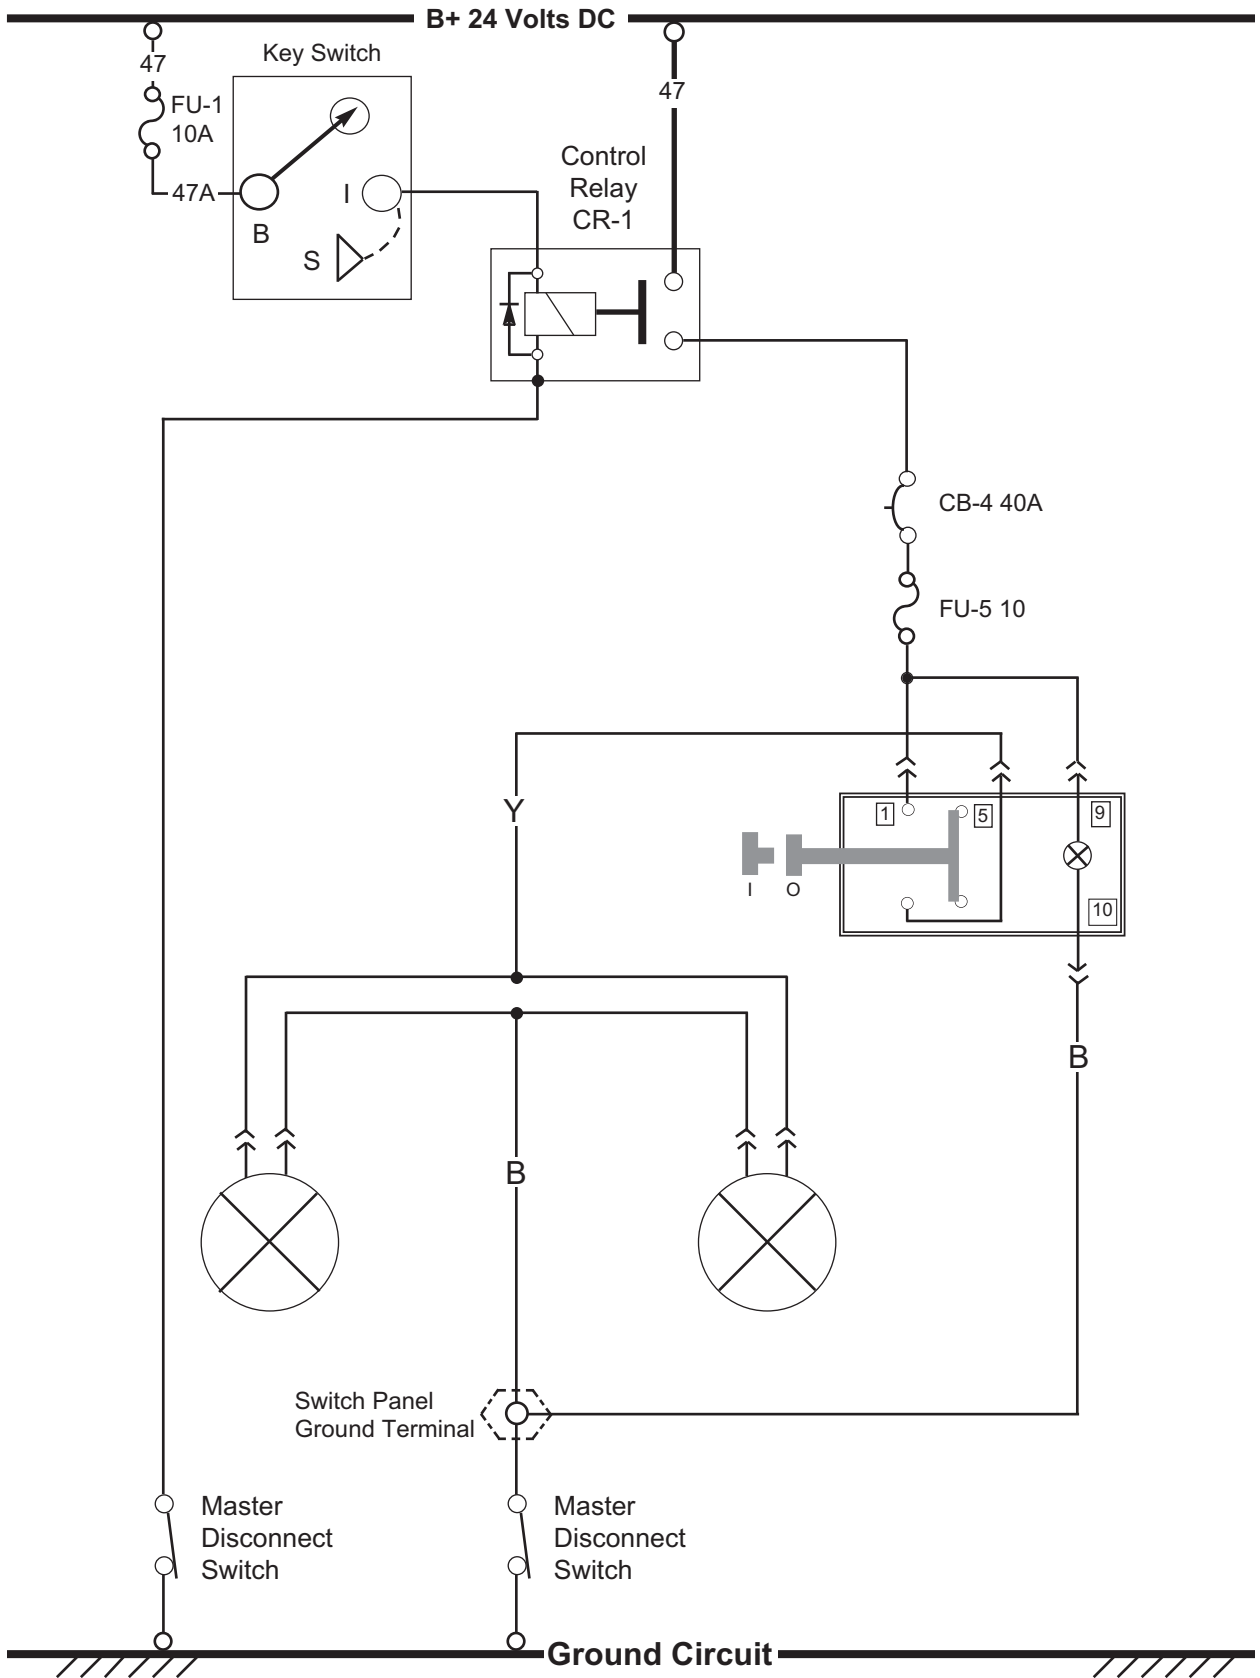 B+ 24 Volts DC
47
Key Switch
47
FU-1
10A
Control
Relay
CR-1
47A
I
B
S
CB-4 40A
FU-5 10
Y
1
5
9
I
O
10
B
B
Switch Panel
Ground Terminal
Master
Disconnect
Switch
Master
Disconnect
Switch
Ground Circuit